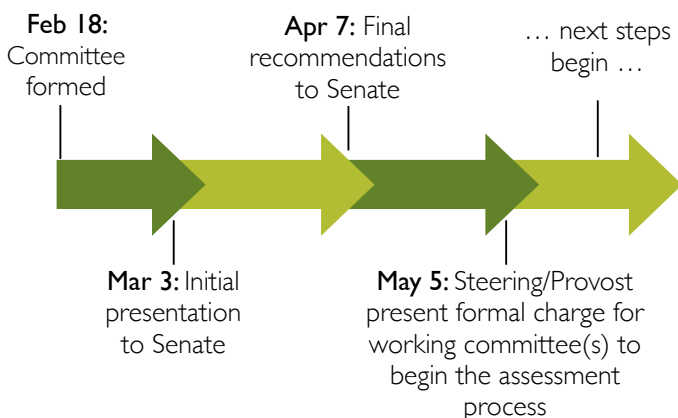 Feb 18:
Committee
formed
Apr 7: Final
recommendations
to Senate
… next steps
begin …
Mar 3: Initial
presentation
to Senate
May 5: Steering/Provost
present formal charge for
working committee(s) to
begin the assessment
process